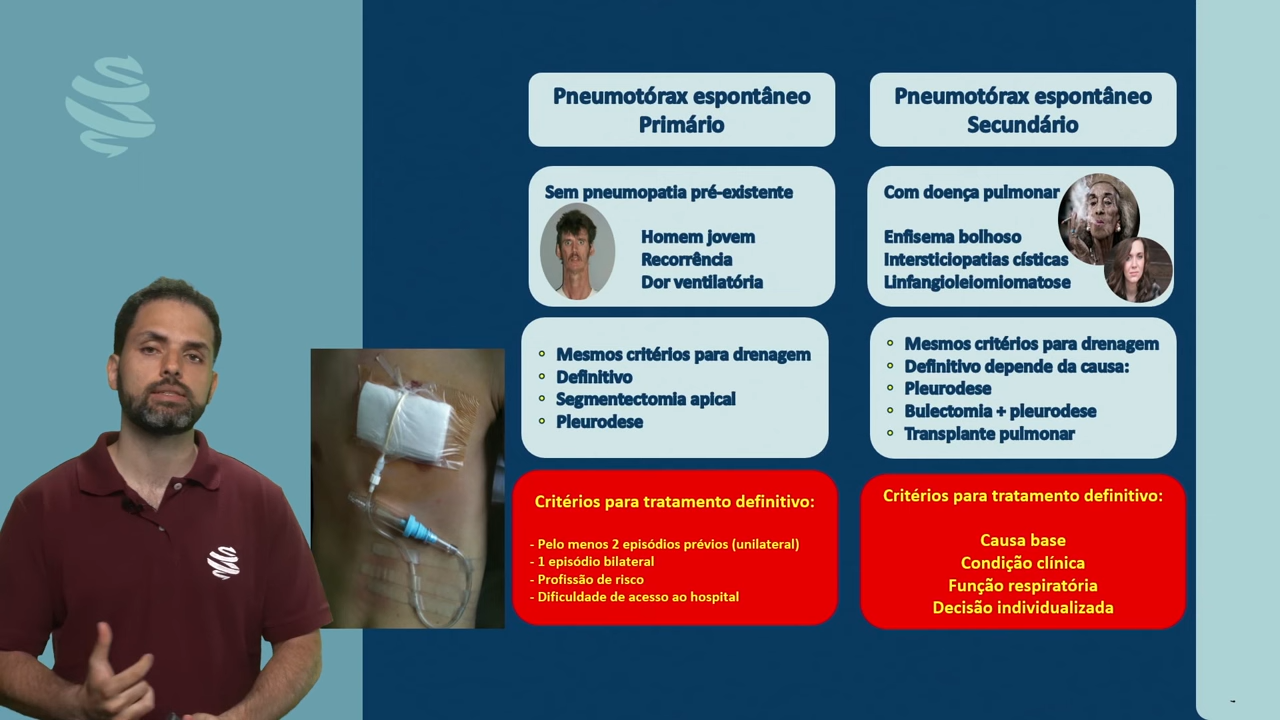 Pneumotórax espontâneo
Primário
Sem pneumopatia pré-existente
Homem jovem
Recorrência
Dor ventilatória
Mesmos critérios para drenagem
Definitivo
Segmentectomia apical
Pleurodese
Critérios para tratamento definitivo:
- Pelo menos 2 episódios prévios (unilateral)
- 1 episódio bilateral
- Profissão de risco
- Dificuldade de acesso ao hospital
Pneumotórax espontâneo
Secundário
Com doença pulmonar
Enfisema bolhoso
Intersticiopatias císticas
Linfangioleiomiomatose
Mesmos critérios para drenagem
Definitivo depende da causa:
Pleurodese
Bulectomia + pleurodese
Transplante pulmonar
Critérios para tratamento definitivo:
Causa base
Condição clínica
Função respiratória
Decisão individualizada